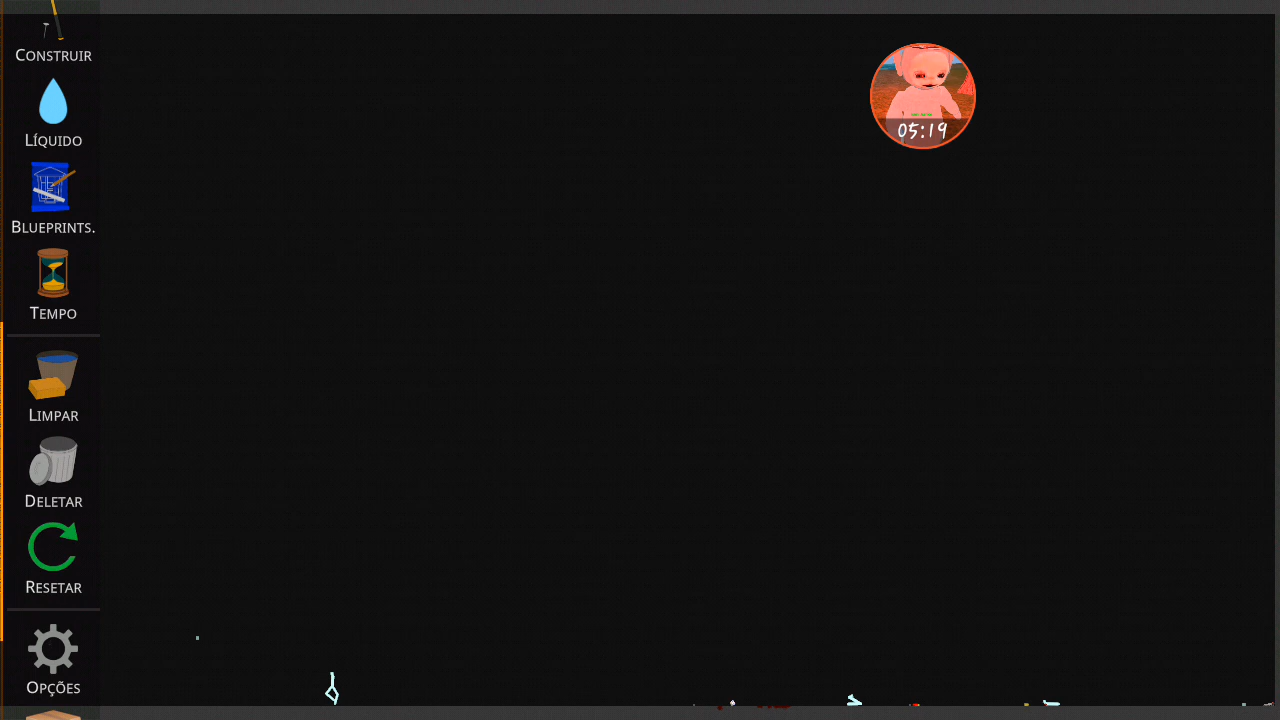 CONSTRUIR
05:19
LÍQUIDO
BLUEPRINTS.
TEMPO
LIMPAR
DELETAR
RESETAR
OPÇÕES